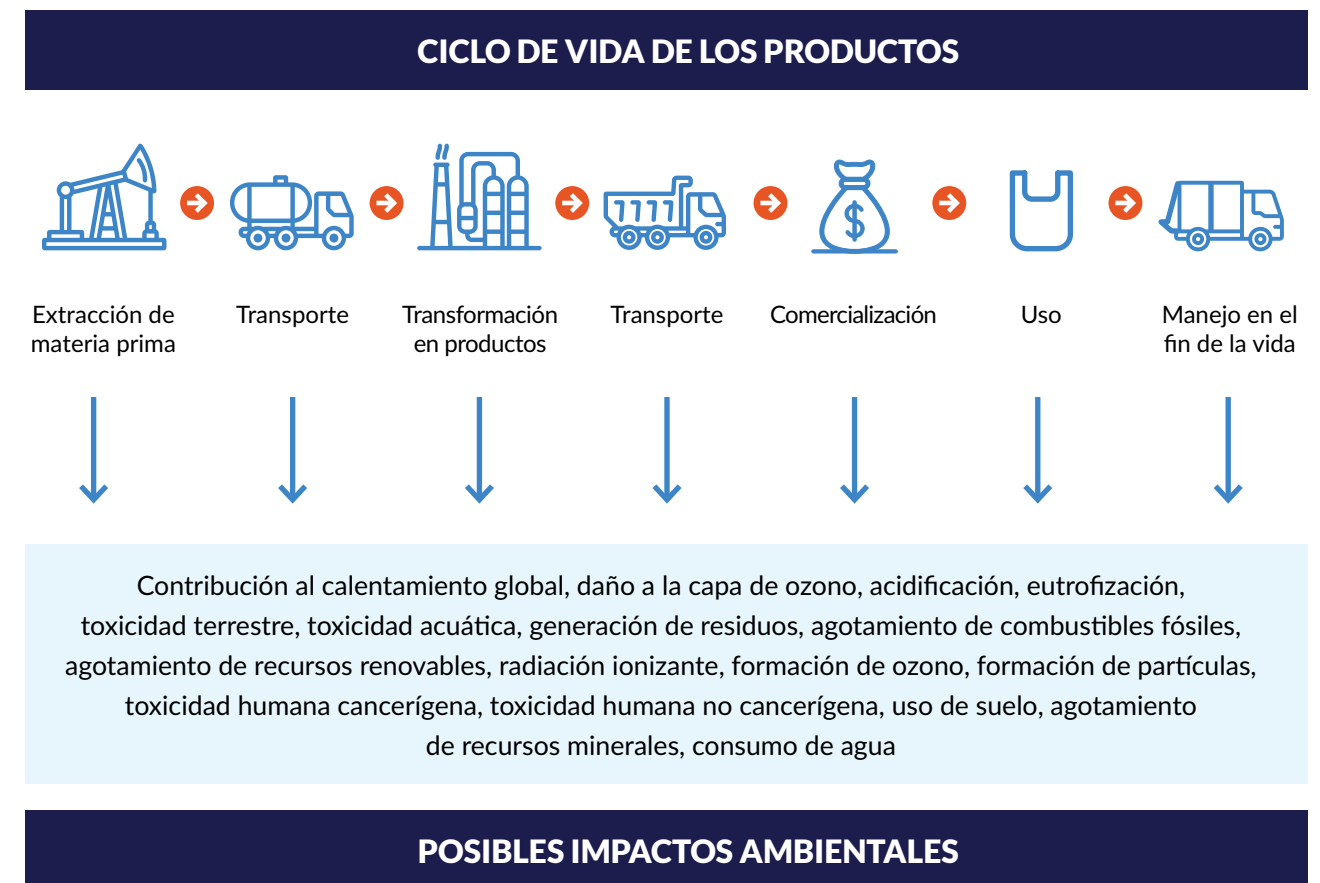 CICLO DE VIDA DE LOS PRODUCTOS
$
Extracción de
materia prima
Transporte
Transformación
en productos
Transporte
Comercialización
Uso
Manejo en el
fin de la vida
Contribución al calentamiento global, daño a la capa de ozono, acidificación, eutrofización,
toxicidad terrestre, toxicidad acuática, generación de residuos, agotamiento de combustibles fósiles,
agotamiento de recursos renovables, radiación ionizante, formación de ozono, formación de partículas,
toxicidad humana cancerígena, toxicidad humana no cancerígena, uso de suelo, agotamiento
de recursos minerales, consumo de agua
POSIBLES IMPACTOS AMBIENTALES